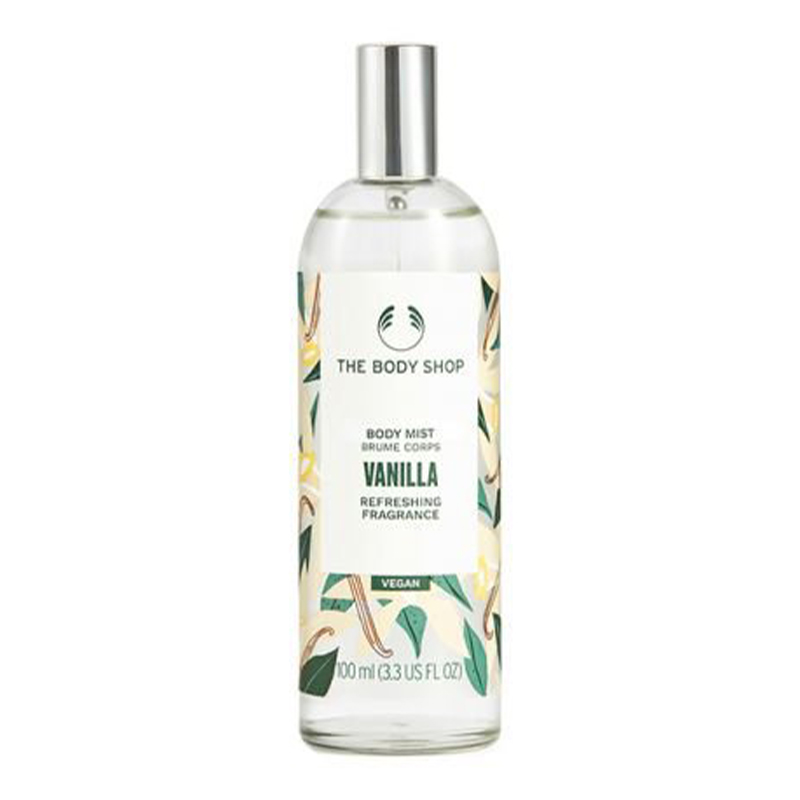 THE BODY SHOP
BODY MIST
BRUME CORPS
VANILLA
REFRESHING
FRAGRANCE
VEGAN
100 ml (3.3 US FL OZ)